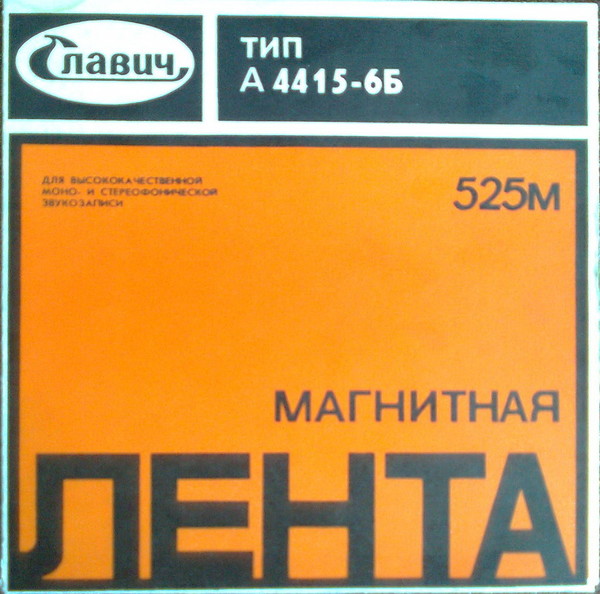 Славич
ТИП
А 4415-6Б
ДЛЯ ВЫСОКОКАЧЕСТВЕННОЙ
МОНО- И СТЕРЕОФОНИЧЕСКОЙ
ЗВУКОЗАПИСИ
525М
МАГНИТНАЯ
ЛЕНТА